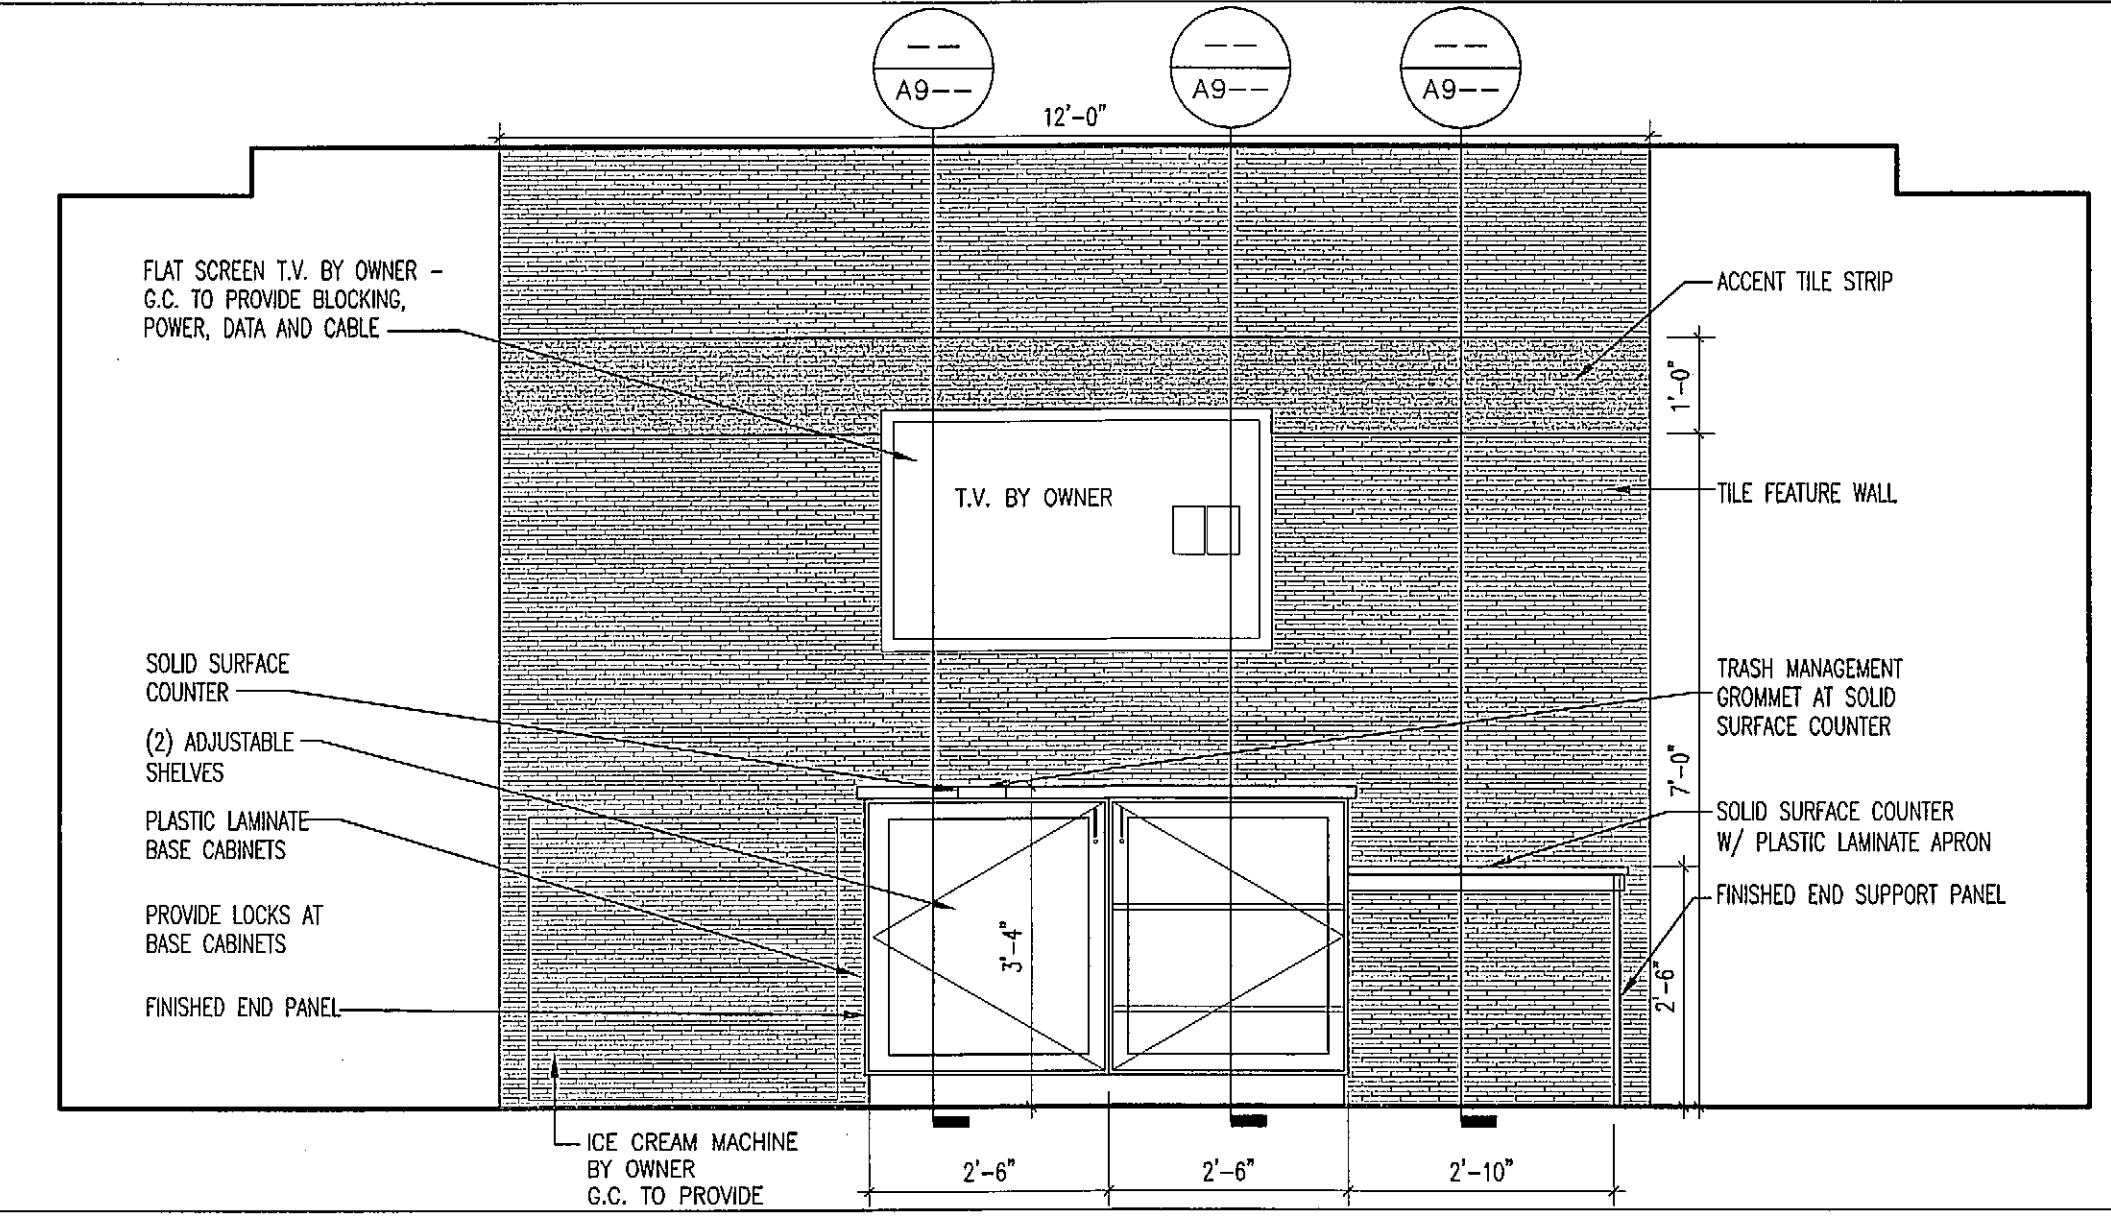 — —
A9——
— —
A9——
— —
A9——
12'-0"
FLAT SCREEN T.V. BY OWNER -
G.C. TO PROVIDE BLOCKING,
POWER, DATA AND CABLE
ACCENT TILE STRIP
1'-0"
T.V. BY OWNER
TILE FEATURE WALL
SOLID SURFACE
COUNTER
(2) ADJUSTABLE
SHELVES
PLASTIC LAMINATE
BASE CABINETS
PROVIDE LOCKS AT
BASE CABINETS
FINISHED END PANEL
TRASH MANAGEMENT
GROMMET AT SOLID
SURFACE COUNTER
7'-0"
SOLID SURFACE COUNTER
W/ PLASTIC LAMINATE APRON
FINISHED END SUPPORT PANEL
3'-4"
2'-6"
ICE CREAM MACHINE
BY OWNER
G.C. TO PROVIDE
2'-6"
2'-6"
2'-10"